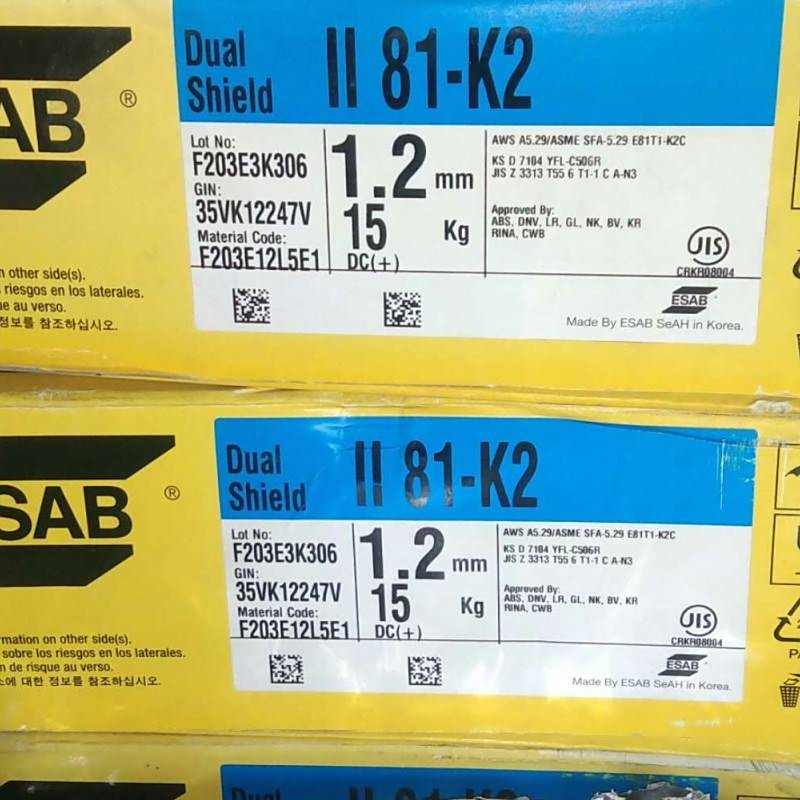 ESAB ®
Dual Shield II 81-K2
Lot No:
F203E3K306
GIN:
35VK12247V
Material Code:
F203E12L5E1
1.2 mm
15 Kg
DC(+)
AWS A5.29/ASME SFA-5.29 E81T1-K2C
KS D 7104 YFL-C506R
JIS Z 3313 T55 6 T1-1 C A-N3
Approved By:
ABS, DNV, LR, GL, NK, BV, KR
RINA, CWB
JIS
CRKR08004
ESAB
Made By ESAB SeAH in Korea.
on other side(s).
riesgos en los laterales.
au verso.
정보를 참조하십시오.
ESAB ®
Dual Shield II 81-K2
Lot No:
F203E3K306
GIN:
35VK12247V
Material Code:
F203E12L5E1
1.2 mm
15 Kg
DC(+)
AWS A5.29/ASME SFA-5.29 E81T1-K2C
KS D 7104 YFL-C506R
JIS Z 3313 T55 6 T1-1 C A-N3
Approved By:
ABS, DNV, LR, GL, NK, BV, KR
RINA, CWB
JIS
CRKR08004
ESAB
Made By ESAB SeAH in Korea.
rmation on other side(s).
sobre los riesgos en los laterales.
n de risque au verso.
에 대한 정보를 참조하십시오.
PA
Dual II 81-K2